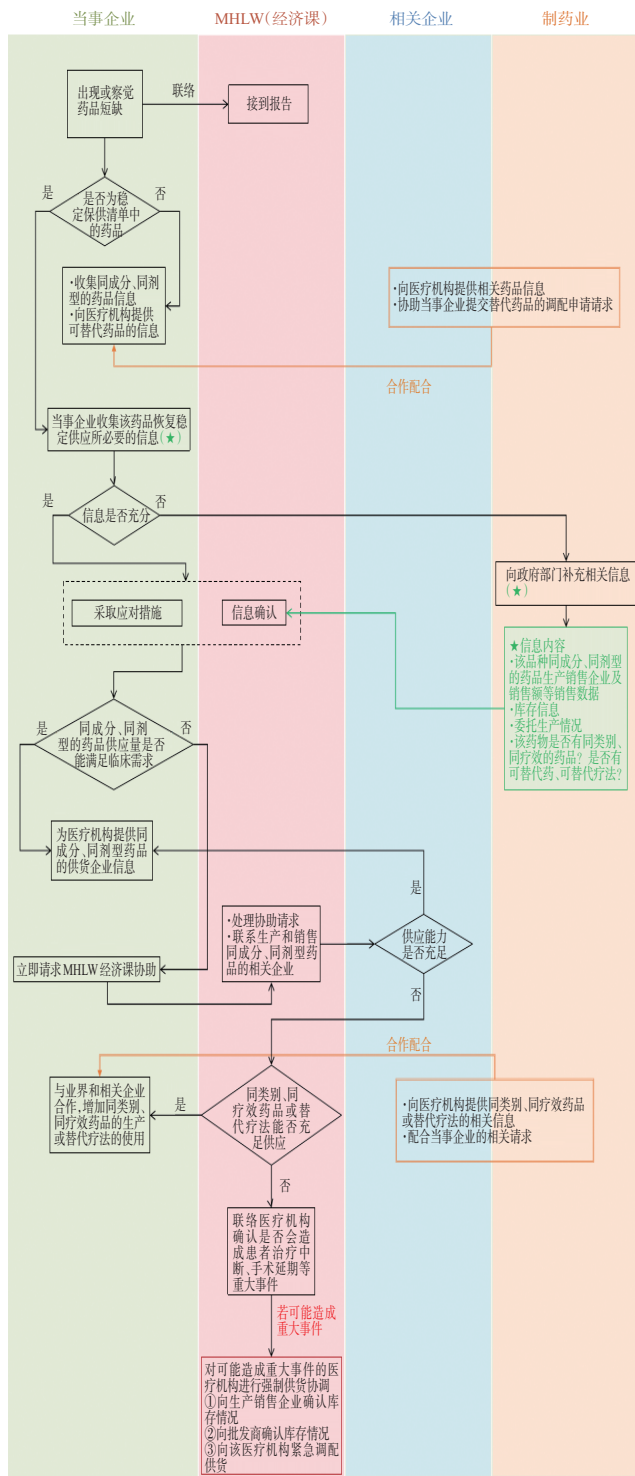 当事企业
MHLW(经济课)
相关企业
制药业
出现或察觉
药品短缺
联络
接到报告
是
是否为稳
定保供清单中
的药品
否
·收集同成分、同剂
型的药品信息
·向医疗机构提供
可替代药品的信息
·向医疗机构提供相关药品信息
·协助当事企业提交替代药品的调配申请请求
合作配合
当事企业收集该药品恢复稳
定供应所必要的信息(★)
是
信息是否充分
否
向政府部门补充相关信息
(★)
采取应对措施
信息确认
★信息内容
·该品种同成分、同剂型
的药品生产销售企业及
销售额等销售数据
·库存信息
·委托生产情况
·该药物是否有同类别、
同疗效的药品？是否有
可替代药、可替代疗法？
是
同成分、同剂
型的药品供应量是否
能满足临床需求
否
为医疗机构提供同
成分、同剂型药品
的供货企业信息
是
·处理协助请求
·联系生产和销售
同成分、同剂型药
品的相关企业
供应能力
是否充足
立即请求MHLW经济课协助
否
合作配合
与业界和相关企业
合作,增加同类别、
同疗效药品的生产
或替代疗法的使用
是
同类别、同
疗效药品或替
代疗法能否充
足供应
·向医疗机构提供同类别、同疗效药品
或替代疗法的相关信息
·配合当事企业的相关请求
否
联络医疗机构
确认是否会造
成患者治疗中
断、手术延期等
重大事件
若可能造成
重大事件
对可能造成重大事件的医
疗机构进行强制供货协调
①向生产销售企业确认库
存情况
②向批发商确认库存情况
③向该医疗机构紧急调配
供货